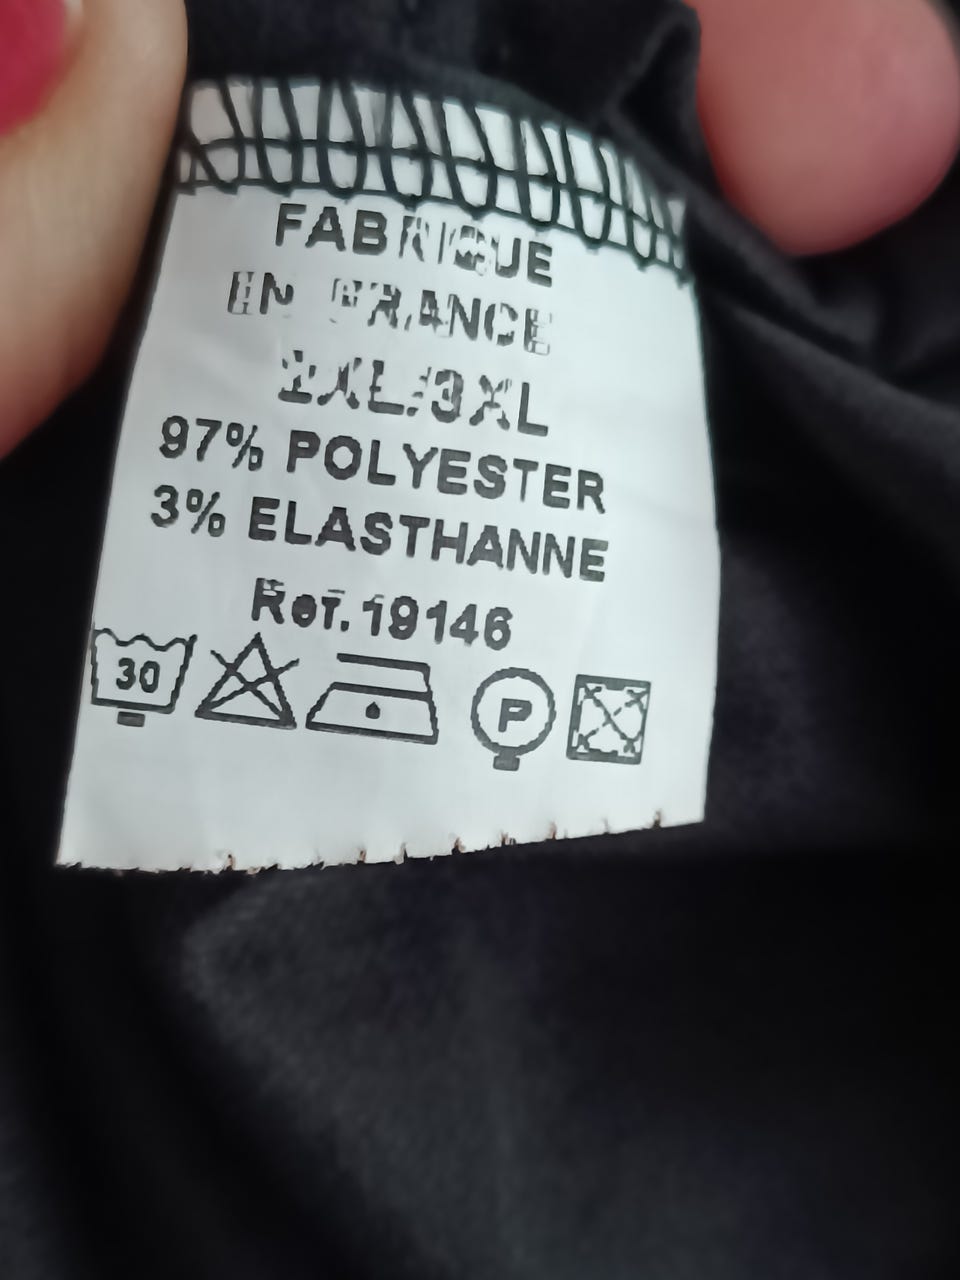 FABRIQUE
EN FRANCE
2XL/3XL
97% POLYESTER
3% ELASTHANNE
Ref. 19146
30 P